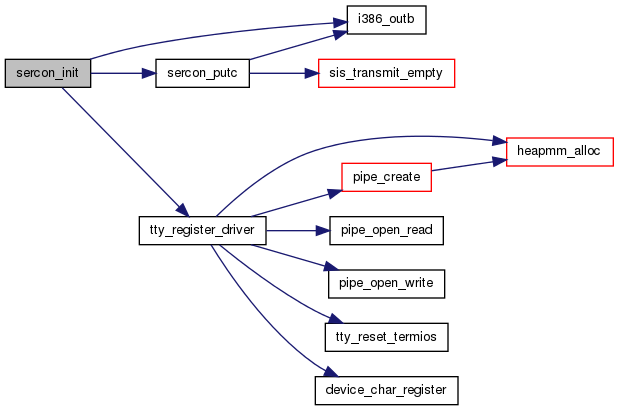 i386_outb
sercon_init
sercon_putc
sis_transmit_empty
heapmm_alloc
pipe_create
tty_register_driver
pipe_open_read
pipe_open_write
tty_reset_termios
device_char_register